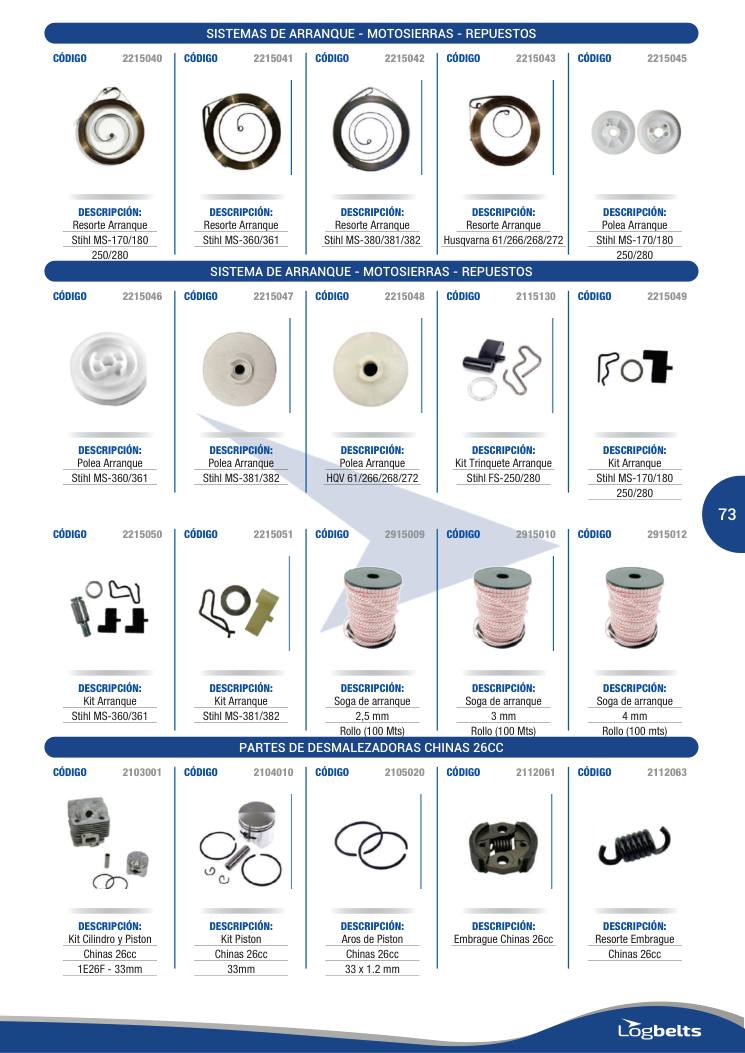 SISTEMAS DE ARRANQUE - MOTOSIERRAS - REPUESTOS
CÓDIGO 2215040
DESCRIPCIÓN:
Resorte Arranque
Stihl MS-170/180
250/280
CÓDIGO 2215041
DESCRIPCIÓN:
Resorte Arranque
Stihl MS-360/361
CÓDIGO 2215042
DESCRIPCIÓN:
Resorte Arranque
Stihl MS-380/381/382
CÓDIGO 2215043
DESCRIPCIÓN:
Resorte Arranque
Husqvarna 61/266/268/272
CÓDIGO 2215045
DESCRIPCIÓN:
Polea Arranque
Stihl MS-170/180
250/280
SISTEMA DE ARRANQUE - MOTOSIERRAS - REPUESTOS
CÓDIGO 2215046
DESCRIPCIÓN:
Polea Arranque
Stihl MS-360/361
CÓDIGO 2215047
DESCRIPCIÓN:
Polea Arranque
Stihl MS-381/382
CÓDIGO 2215048
DESCRIPCIÓN:
Polea Arranque
HQV 61/266/268/272
CÓDIGO 2115130
DESCRIPCIÓN:
Kit Trinquete Arranque
Stihl FS-250/280
CÓDIGO 2215049
DESCRIPCIÓN:
Kit Arranque
Stihl MS-170/180
250/280
73
CÓDIGO 2215050
DESCRIPCIÓN:
Kit Arranque
Stihl MS-360/361
CÓDIGO 2215051
DESCRIPCIÓN:
Kit Arranque
Stihl MS-381/382
CÓDIGO 2915009
DESCRIPCIÓN:
Soga de arranque
2,5 mm
Rollo (100 Mts)
CÓDIGO 2915010
DESCRIPCIÓN:
Soga de arranque
3 mm
Rollo (100 Mts)
CÓDIGO 2915012
DESCRIPCIÓN:
Soga de arranque
4 mm
Rollo (100 mts)
PARTES DE DESMALEZADORAS CHINAS 26CC
CÓDIGO 2103001
DESCRIPCIÓN:
Kit Cilindro y Piston
Chinas 26cc
1E26F - 33mm
CÓDIGO 2104010
DESCRIPCIÓN:
Kit Piston
Chinas 26cc
33mm
CÓDIGO 2105020
DESCRIPCIÓN:
Aros de Piston
Chinas 26cc
33 x 1.2 mm
CÓDIGO 2112061
DESCRIPCIÓN:
Embrague Chinas 26cc
CÓDIGO 2112063
DESCRIPCIÓN:
Resorte Embrague
Chinas 26cc
Logbelts